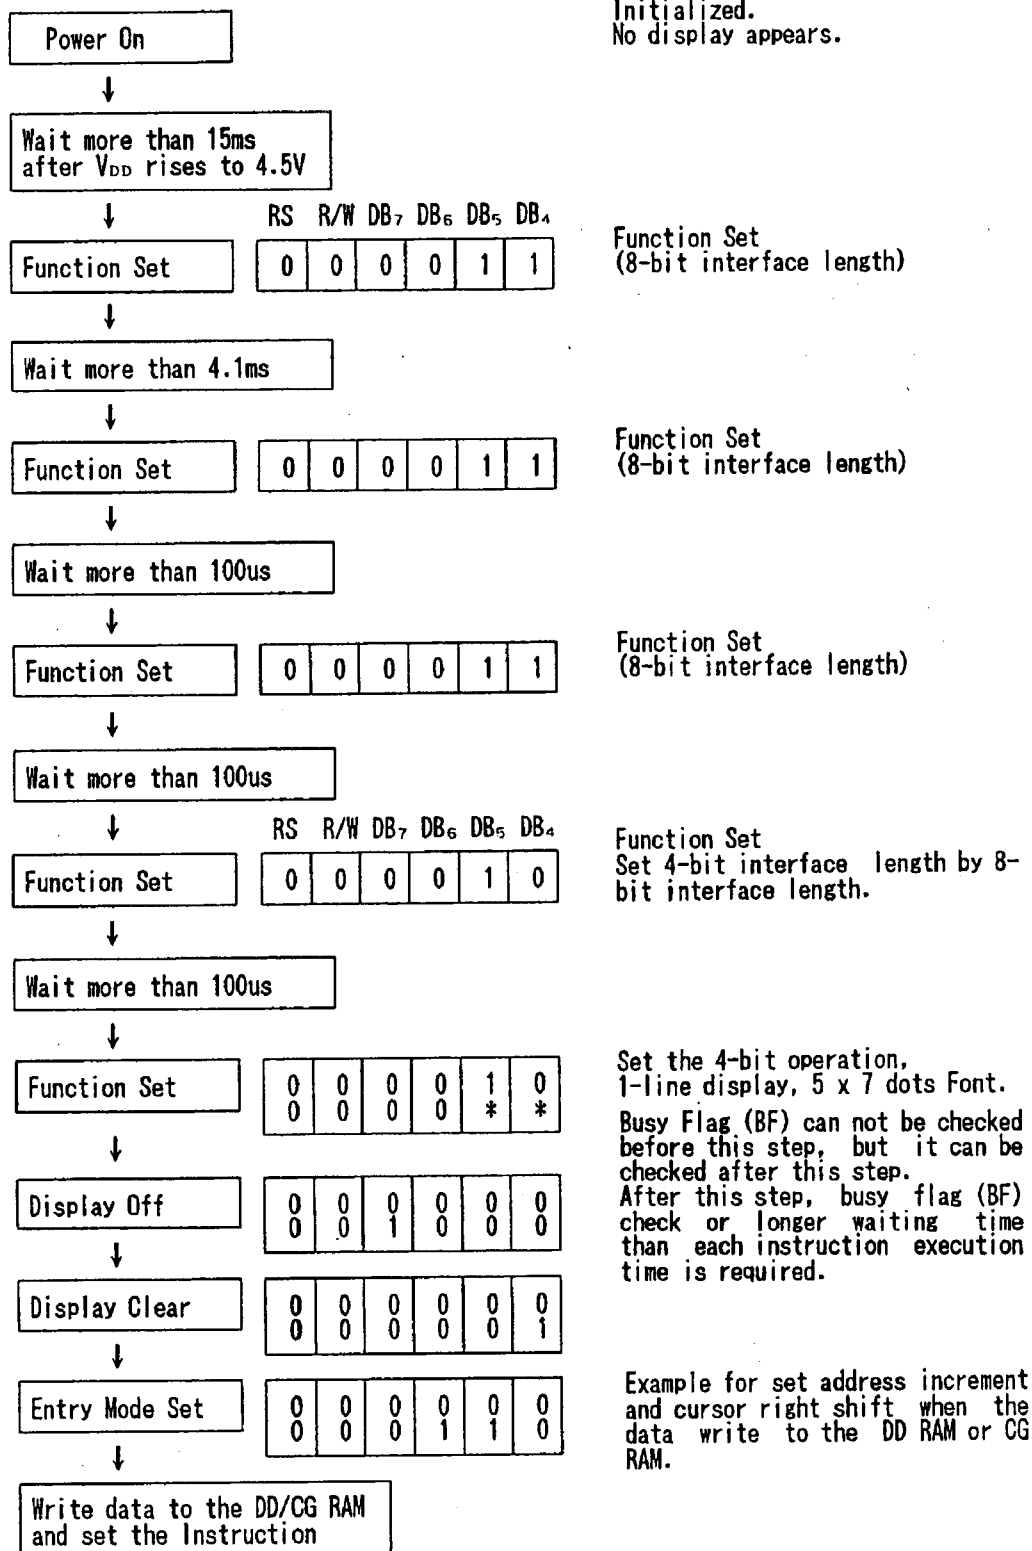 Initialized.
Power On
No display appears.
↓
Wait more than 15ms
after VDD rises to 4.5V
↓
RS R/W DB7 DB6 DB5 DB4
Function Set
0 0 0 0 1 1
Function Set
(8-bit interface length)
↓
Wait more than 4.1ms
↓
Function Set
0 0 0 0 1 1
Function Set
(8-bit interface length)
↓
Wait more than 100us
↓
Function Set
0 0 0 0 1 1
Function Set
(8-bit interface length)
↓
Wait more than 100us
↓
RS R/W DB7 DB6 DB5 DB4
Function Set
0 0 0 0 1 0
Function Set
Set 4-bit interface length by 8-
bit interface length.
↓
Wait more than 100us
↓
Function Set
0 0 0 0 1 0
0 0 0 0 * *
Set the 4-bit operation,
1-line display, 5 x 7 dots Font.
Busy Flag (BF) can not be checked
before this step, but it can be
checked after this step.
After this step, busy flag (BF)
check or longer waiting time
than each instruction execution
time is required.
↓
Display Off
0 0 0 0 0 0
0 0 1 0 0 0
↓
Display Clear
0 0 0 0 0 0
0 0 0 0 0 1
↓
Entry Mode Set
0 0 0 0 0 0
0 0 0 1 1 0
Example for set address increment
and cursor right shift when the
data write to the DD RAM or CG
RAM.
↓
Write data to the DD/CG RAM
and set the Instruction